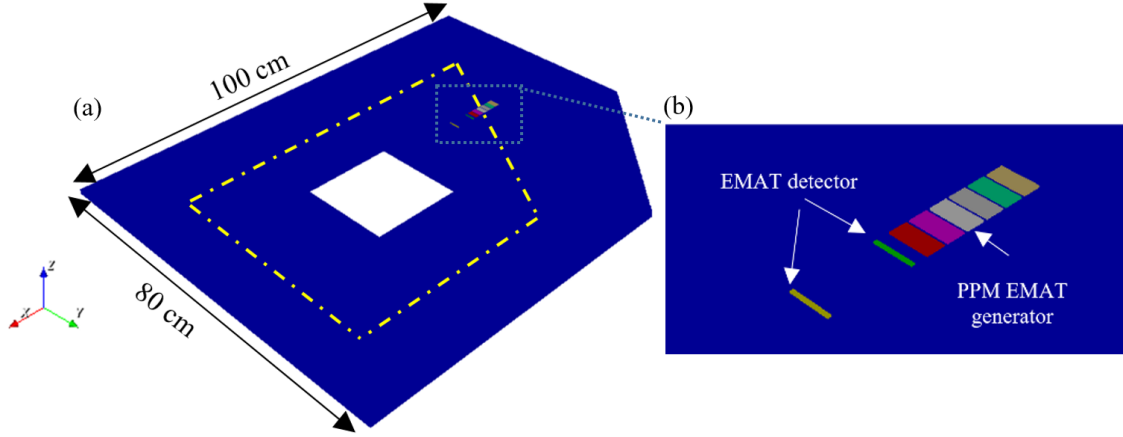 100 cm
(a)
(b)
EMAT detector
PPM EMAT
generator
80 cm
Z
X
Y